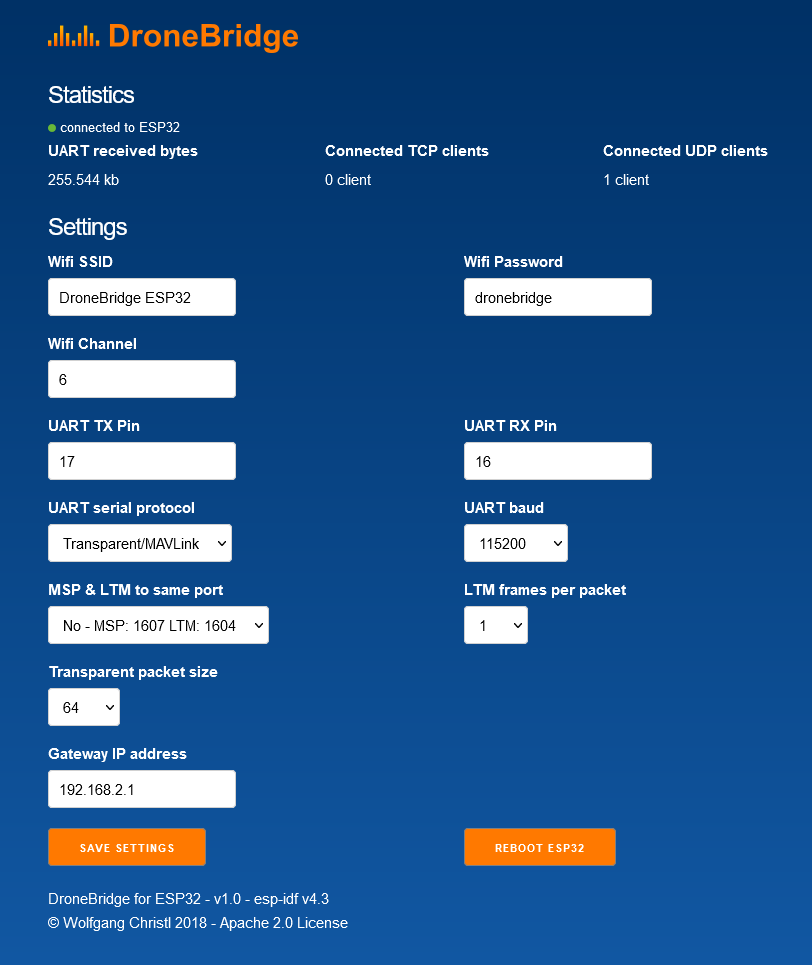 DroneBridge
Statistics
connected to ESP32
UART received bytes Connected TCP clients Connected UDP clients
255.544 kb 0 client 1 client
Settings
Wifi SSID Wifi Password
DroneBridge ESP32 dronebridge
Wifi Channel
6
UART TX Pin UART RX Pin
17 16
UART serial protocol UART baud
Transparent/MAVLink 115200
MSP & LTM to same port LTM frames per packet
No - MSP: 1607 LTM: 1604 1
Transparent packet size
64
Gateway IP address
192.168.2.1
SAVE SETTINGS REBOOT ESP32
DroneBridge for ESP32 - v1.0 - esp-idf v4.3
© Wolfgang Christl 2018 - Apache 2.0 License